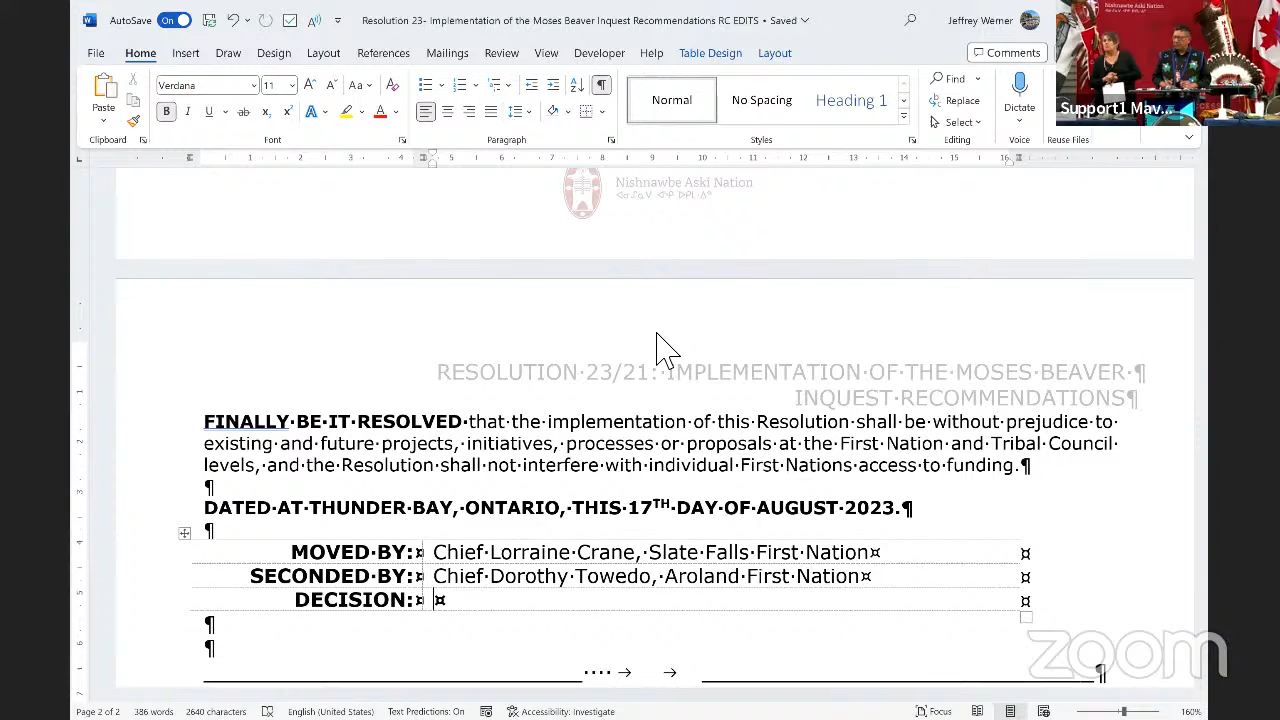 AutoSave On Resolution 23-21 Implementation of the Moses Beaver Inquest Recommendations CC EDITS • Saved Jeffrey Werner
File Home Insert Draw Design Layout References Mailings Review View Developer Help Table Design Layout Comments
Paste Verdana 11 Aa B I U ab x x A A Normal No Spacing Heading 1 Find Replace Select Dictate
Clipboard Font Paragraph Styles Editing Voice Reuse Files
Nishnawbe Aski Nation
Support1 Mav...
Nishnawbe Aski Nation
RESOLUTION 23/21: IMPLEMENTATION OF THE MOSES BEAVER ¶
INQUEST RECOMMENDATIONS¶
FINALLY BE IT RESOLVED that the implementation of this Resolution shall be without prejudice to
existing and future projects, initiatives, processes or proposals at the First Nation and Tribal Council
levels, and the Resolution shall not interfere with individual First Nations access to funding.¶
¶
DATED AT THUNDER BAY, ONTARIO, THIS 17TH DAY OF AUGUST 2023.¶
¶
MOVED BY:¤ Chief Lorraine Crane, Slate Falls First Nation¤ ¤
SECONDED BY:¤ Chief Dorothy Towedo, Aroland First Nation¤ ¤
DECISION:¤ ¤ ¤
¶
¶
zoom
Page 2 of 2 386 words 2640 characters English (United States) Text Predictions: On Accessibility: Investigate Focus 160%